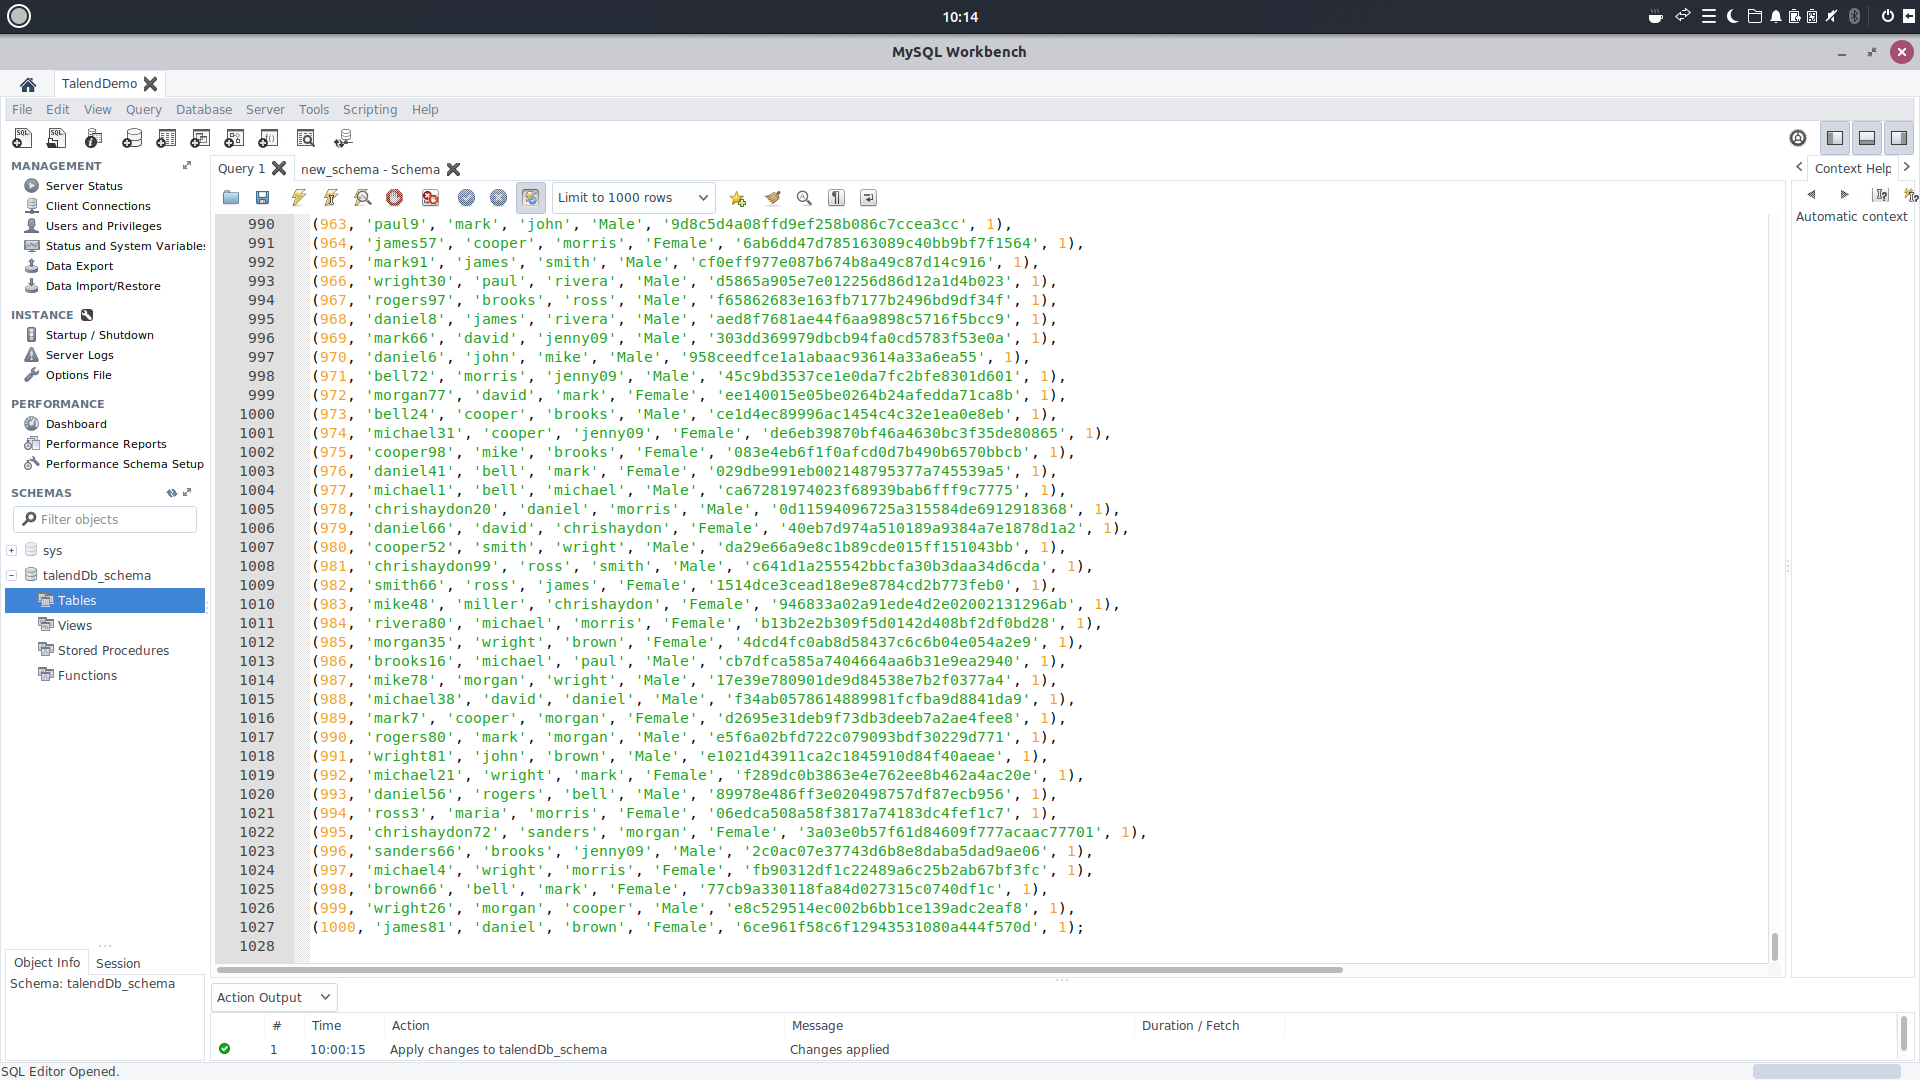 10:14
MySQL Workbench
TalendDemo
File Edit View Query Database Server Tools Scripting Help
MANAGEMENT
Server Status
Client Connections
Users and Privileges
Status and System Variables
Data Export
Data Import/Restore
INSTANCE
Startup / Shutdown
Server Logs
Options File
PERFORMANCE
Dashboard
Performance Reports
Performance Schema Setup
SCHEMAS
Filter objects
sys
talendDb_schema
Tables
Views
Stored Procedures
Functions
Object Info Session
Schema: talendDb_schema
Query 1 new_schema - Schema
Limit to 1000 rows
990 (963, 'paul9', 'mark', 'john', 'Male', '9d8c5d4a08ffd9ef258b086c7ccea3cc', 1),
991 (964, 'james57', 'cooper', 'morris', 'Female', '6ab6dd47d785163089c40bb9bf7f1564', 1),
992 (965, 'mark91', 'james', 'smith', 'Male', 'cf0eff977e087b674b8a49c87d14c916', 1),
993 (966, 'wright30', 'paul', 'rivera', 'Male', 'd5865a905e7e012256d86d12a1d4b023', 1),
994 (967, 'rogers97', 'brooks', 'ross', 'Male', 'f65862683e163fb7177b2496bd9df34f', 1),
995 (968, 'daniel8', 'james', 'rivera', 'Male', 'aed8f7681ae44f6aa9898c5716f5bcc9', 1),
996 (969, 'mark66', 'david', 'jenny09', 'Male', '303dd369979dbcb94fa0cd5783f53e0a', 1),
997 (970, 'daniel6', 'john', 'mike', 'Male', '958ceedfce1a1abaac93614a33a6ea55', 1),
998 (971, 'bell72', 'morris', 'jenny09', 'Male', '45c9bd3537ce1e0da7fc2bfe8301d601', 1),
999 (972, 'morgan77', 'david', 'mark', 'Female', 'ee140015e05be0264b24afedda71ca8b', 1),
1000 (973, 'bell24', 'cooper', 'brooks', 'Male', 'ce1d4ec89996ac1454c4c32e1ea0e8eb', 1),
1001 (974, 'michael31', 'cooper', 'jenny09', 'Female', 'de6eb39870bf46a4630bc3f35de80865', 1),
1002 (975, 'cooper98', 'mike', 'brooks', 'Female', '083e4eb6f1f0afcd0d7b490b6570bbcb', 1),
1003 (976, 'daniel41', 'bell', 'mark', 'Female', '029dbe991eb002148795377a745539a5', 1),
1004 (977, 'michael1', 'bell', 'michael', 'Male', 'ca67281974023f68939bab6fff9c7775', 1),
1005 (978, 'chrishaydon20', 'daniel', 'morris', 'Male', '0d11594096725a315584de6912918368', 1),
1006 (979, 'daniel66', 'david', 'chrishaydon', 'Female', '40eb7d974a510189a9384a7e1878d1a2', 1),
1007 (980, 'cooper52', 'smith', 'wright', 'Male', 'da29e66a9e8c1b89cde015ff151043bb', 1),
1008 (981, 'chrishaydon99', 'ross', 'smith', 'Male', 'c641d1a255542bbcfa30b3daa34d6cda', 1),
1009 (982, 'smith66', 'ross', 'james', 'Female', '1514dce3cead18e9e8784cd2b773feb0', 1),
1010 (983, 'mike48', 'miller', 'chrishaydon', 'Female', '946833a02a91ede4d2e02002131296ab', 1),
1011 (984, 'rivera80', 'michael', 'morris', 'Female', 'b13b2e2b309f5d0142d408bf2df0bd28', 1),
1012 (985, 'morgan35', 'wright', 'brown', 'Female', '4dcd4fc0ab8d58437c6c6b04e054a2e9', 1),
1013 (986, 'brooks16', 'michael', 'paul', 'Male', 'cb7dfca585a7404664aa6b31e9ea2940', 1),
1014 (987, 'mike78', 'morgan', 'wright', 'Male', '17e39e780901de9d84538e7b2f0377a4', 1),
1015 (988, 'michael38', 'david', 'daniel', 'Male', 'f34ab0578614889981fcfba9d8841da9', 1),
1016 (989, 'mark7', 'cooper', 'morgan', 'Female', 'd2695e31deb9f73db3deeb7a2ae4fee8', 1),
1017 (990, 'rogers80', 'mark', 'morgan', 'Male', 'e5f6a02bfd722c079093bdf30229d771', 1),
1018 (991, 'wright81', 'john', 'brown', 'Male', 'e1021d43911ca2c1845910d84f40aeae', 1),
1019 (992, 'michael21', 'wright', 'mark', 'Female', 'f289dc0b3863e4e762ee8b462a4ac20e', 1),
1020 (993, 'daniel56', 'rogers', 'bell', 'Male', '89978e486ff3e020498757df87ecb956', 1),
1021 (994, 'ross3', 'maria', 'morris', 'Female', '06edca508a58f3817a74183dc4fef1c7', 1),
1022 (995, 'chrishaydon72', 'sanders', 'morgan', 'Female', '3a03e0b57f61d84609f777acaac77701', 1),
1023 (996, 'sanders66', 'brooks', 'jenny09', 'Male', '2c0ac07e37743d6b8e8daba5dad9ae06', 1),
1024 (997, 'michael4', 'wright', 'morris', 'Female', 'fb90312df1c22489a6c25b2ab67bf3fc', 1),
1025 (998, 'brown66', 'bell', 'mark', 'Female', '77cb9a330118fa84d027315c0740df1c', 1),
1026 (999, 'wright26', 'morgan', 'cooper', 'Male', 'e8c529514ec002b6bb1ce139adc2eaf8', 1),
1027 (1000, 'james81', 'daniel', 'brown', 'Female', '6ce961f58c6f12943531080a444f570d', 1);
1028
Context Help
Automatic context
Action Output
# Time Action Message Duration / Fetch
1 10:00:15 Apply changes to talendDb_schema Changes applied
SQL Editor Opened.